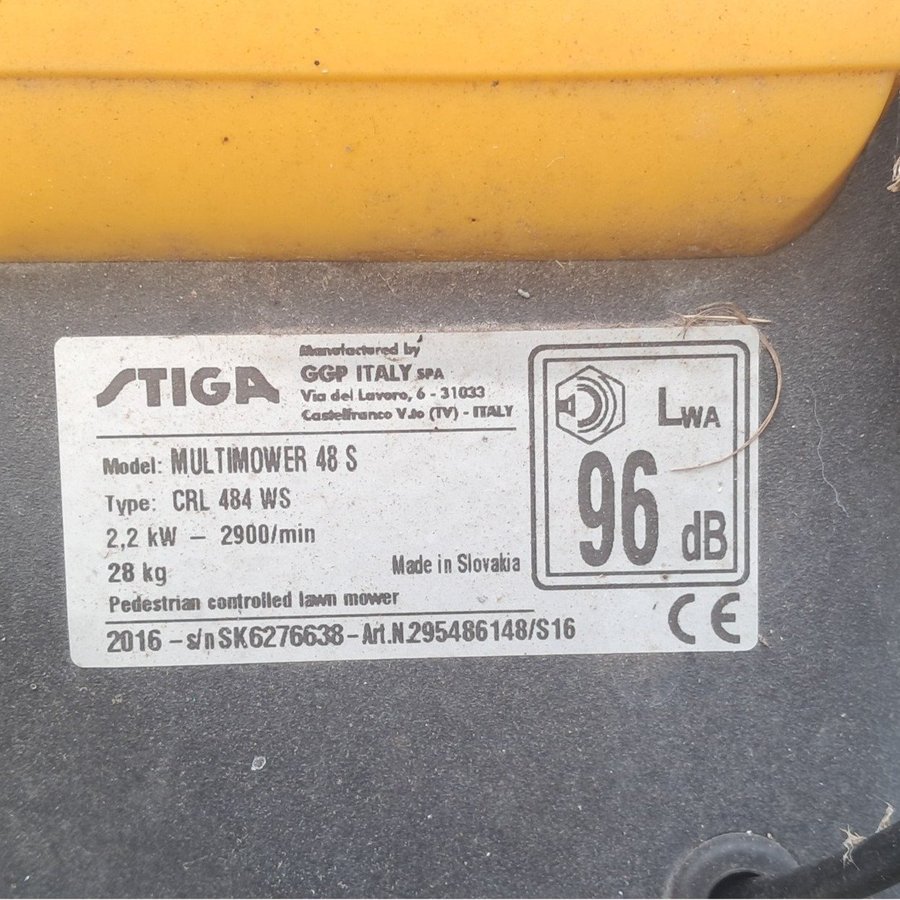 STIGA
Manufactured by
GGP ITALY SPA
Via del Lavoro, 6 - 31033
Castelfranco V.to (TV) - ITALY
Model: MULTIMOWER 48 S
Type: CRL 484 WS
2,2 kW - 2900/min
28 kg
Made in Slovakia
Pedestrian controlled lawn mower
2016 - s/n SK6276638 - Art.N.295486148/S16
LWA
96 dB
CE